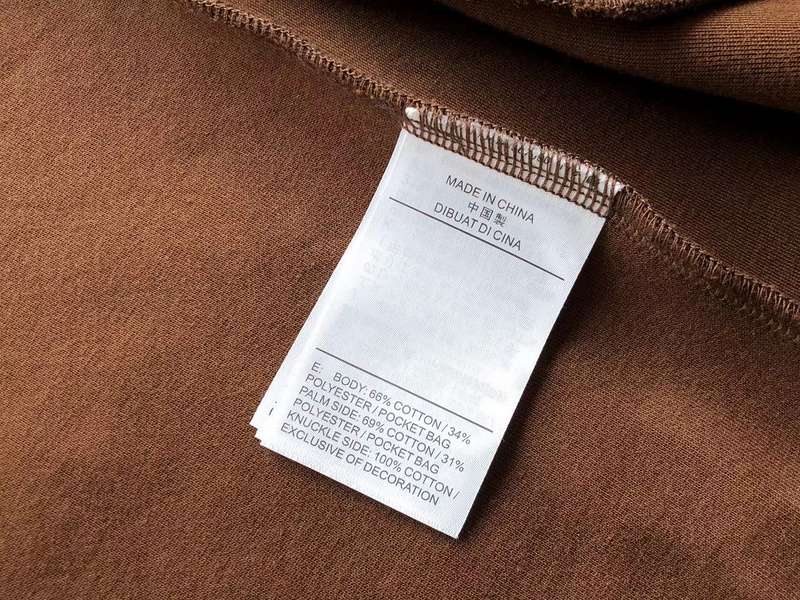 MADE IN CHINA
中国製
DIBUAT DI CINA
E: BODY: 66% COTTON / 34%
POLYESTER / POCKET BAG
PALM SIDE: 69% COTTON / 31%
POLYESTER / POCKET BAG
KNUCKLE SIDE: 100% COTTON /
EXCLUSIVE OF DECORATION